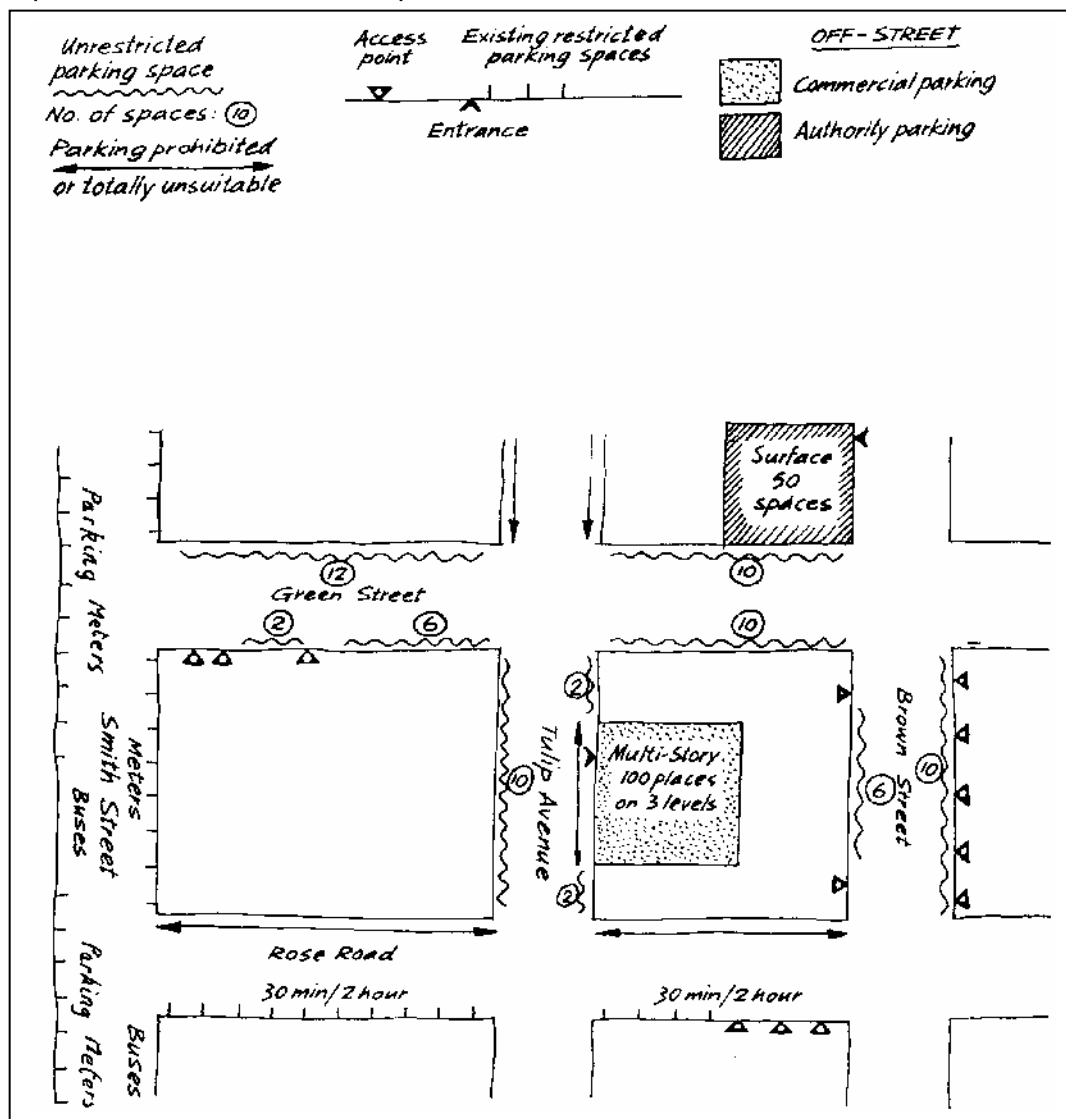 Unrestricted
parking space
No. of spaces: 10
Parking prohibited
or totally unsuitable
Access
point
Existing restricted
parking spaces
Entrance
OFF-STREET
Commercial parking
Authority parking
Surface
50
spaces
Parking Meters
12
10
Green Street
2
6
10
Meters
Smith Street
Buses
10
Tulip Avenue
2
Multi-Story
100 places
on 3 levels
2
6
Brown
Street
10
Rose Road
30 min/2 hour
30 min/2 hour
Parking Meters
Buses